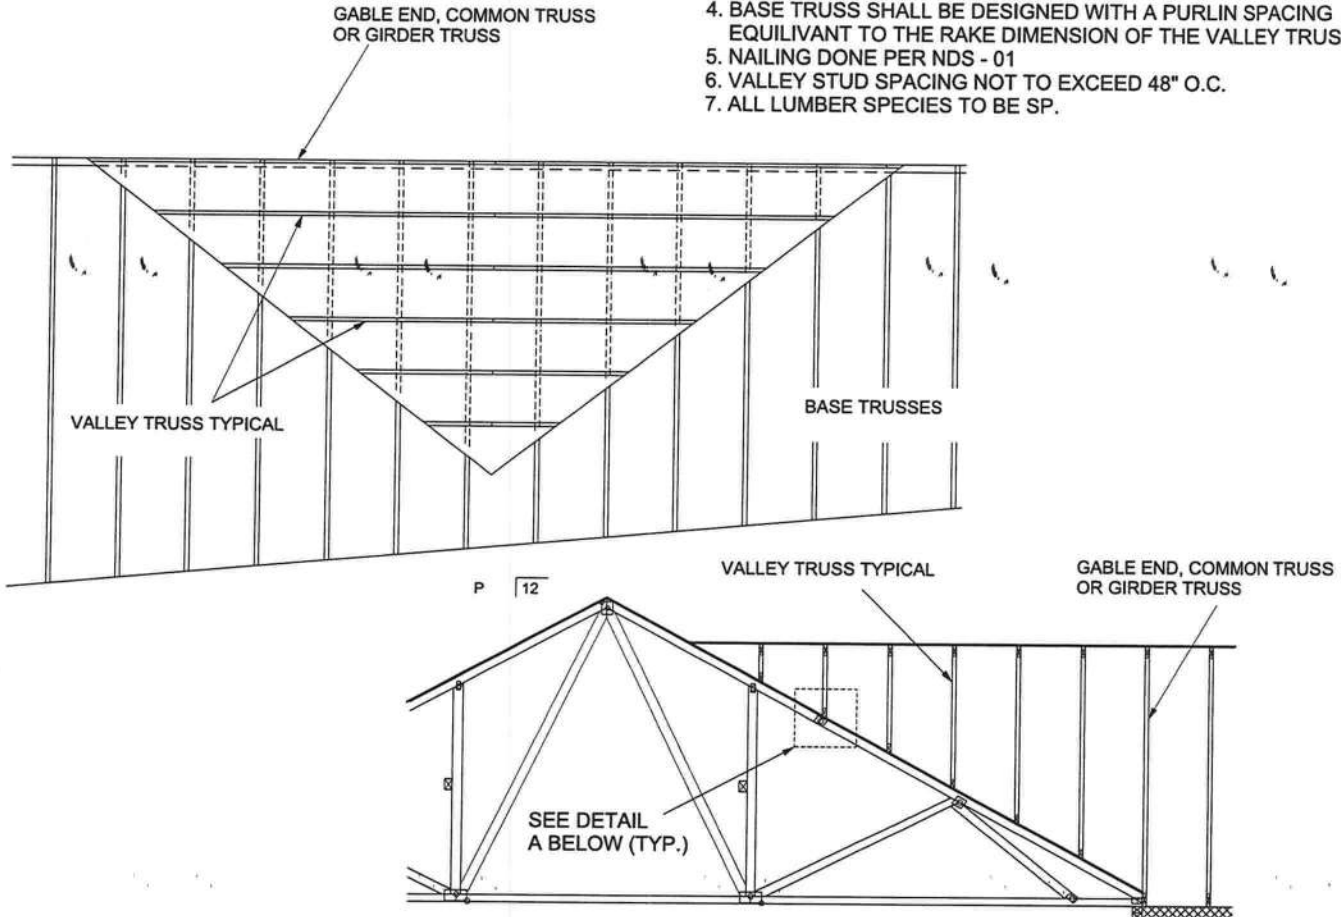 GABLE END, COMMON TRUSS
OR GIRDER TRUSS
4. BASE TRUSS SHALL BE DESIGNED WITH A PURLIN SPACING
EQUILIVANT TO THE RAKE DIMENSION OF THE VALLEY TRUS
5. NAILING DONE PER NDS - 01
6. VALLEY STUD SPACING NOT TO EXCEED 48" O.C.
7. ALL LUMBER SPECIES TO BE SP.
VALLEY TRUSS TYPICAL
BASE TRUSSES
P 12
VALLEY TRUSS TYPICAL
GABLE END, COMMON TRUSS
OR GIRDER TRUSS
SEE DETAIL
A BELOW (TYP.)